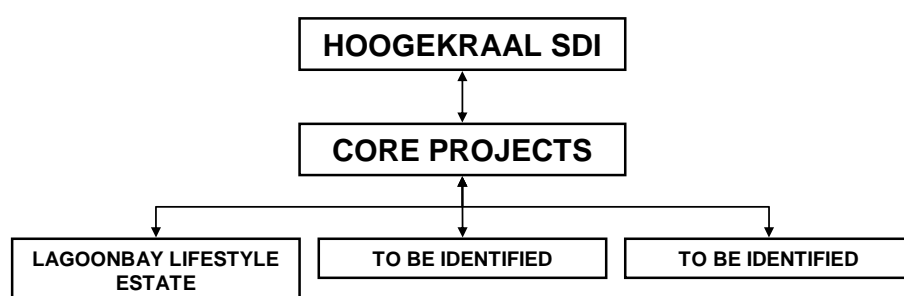 HOOGEKRAAL SDI
CORE PROJECTS
LAGOONBAY LIFESTYLE
ESTATE
TO BE IDENTIFIED
TO BE IDENTIFIED